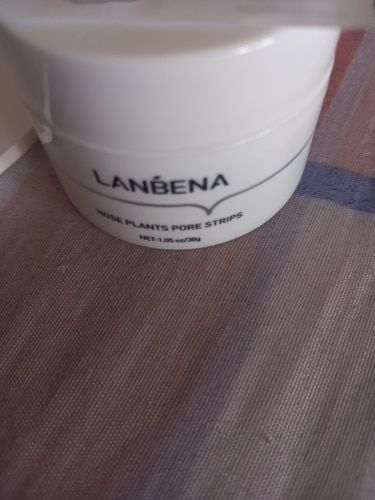 LANBENA
NOSE PLANTS PORE STRIPS
NET:1.05 oz/30g